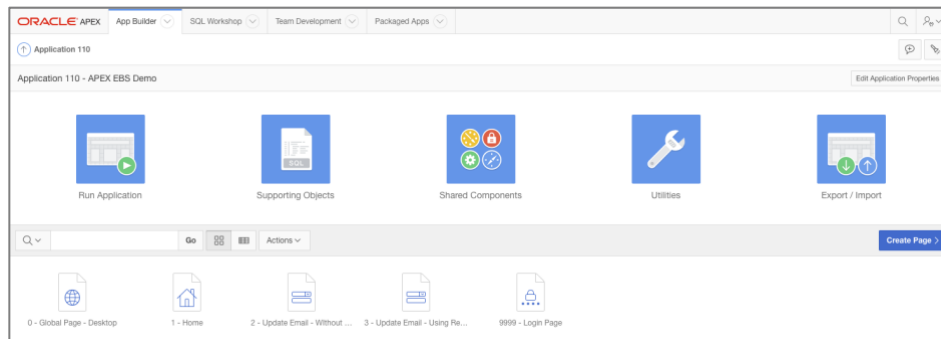 ORACLE APEX App Builder SQL Workshop Team Development Packaged Apps
Application 110
Application 110 - APEX EBS Demo Edit Application Properties
SQL
Run Application Supporting Objects Shared Components Utilities Export / Import
Go Actions Create Page
0 - Global Page - Desktop 1 - Home 2 - Update Email - Without ... 3 - Update Email - Using Re... 9999 - Login Page